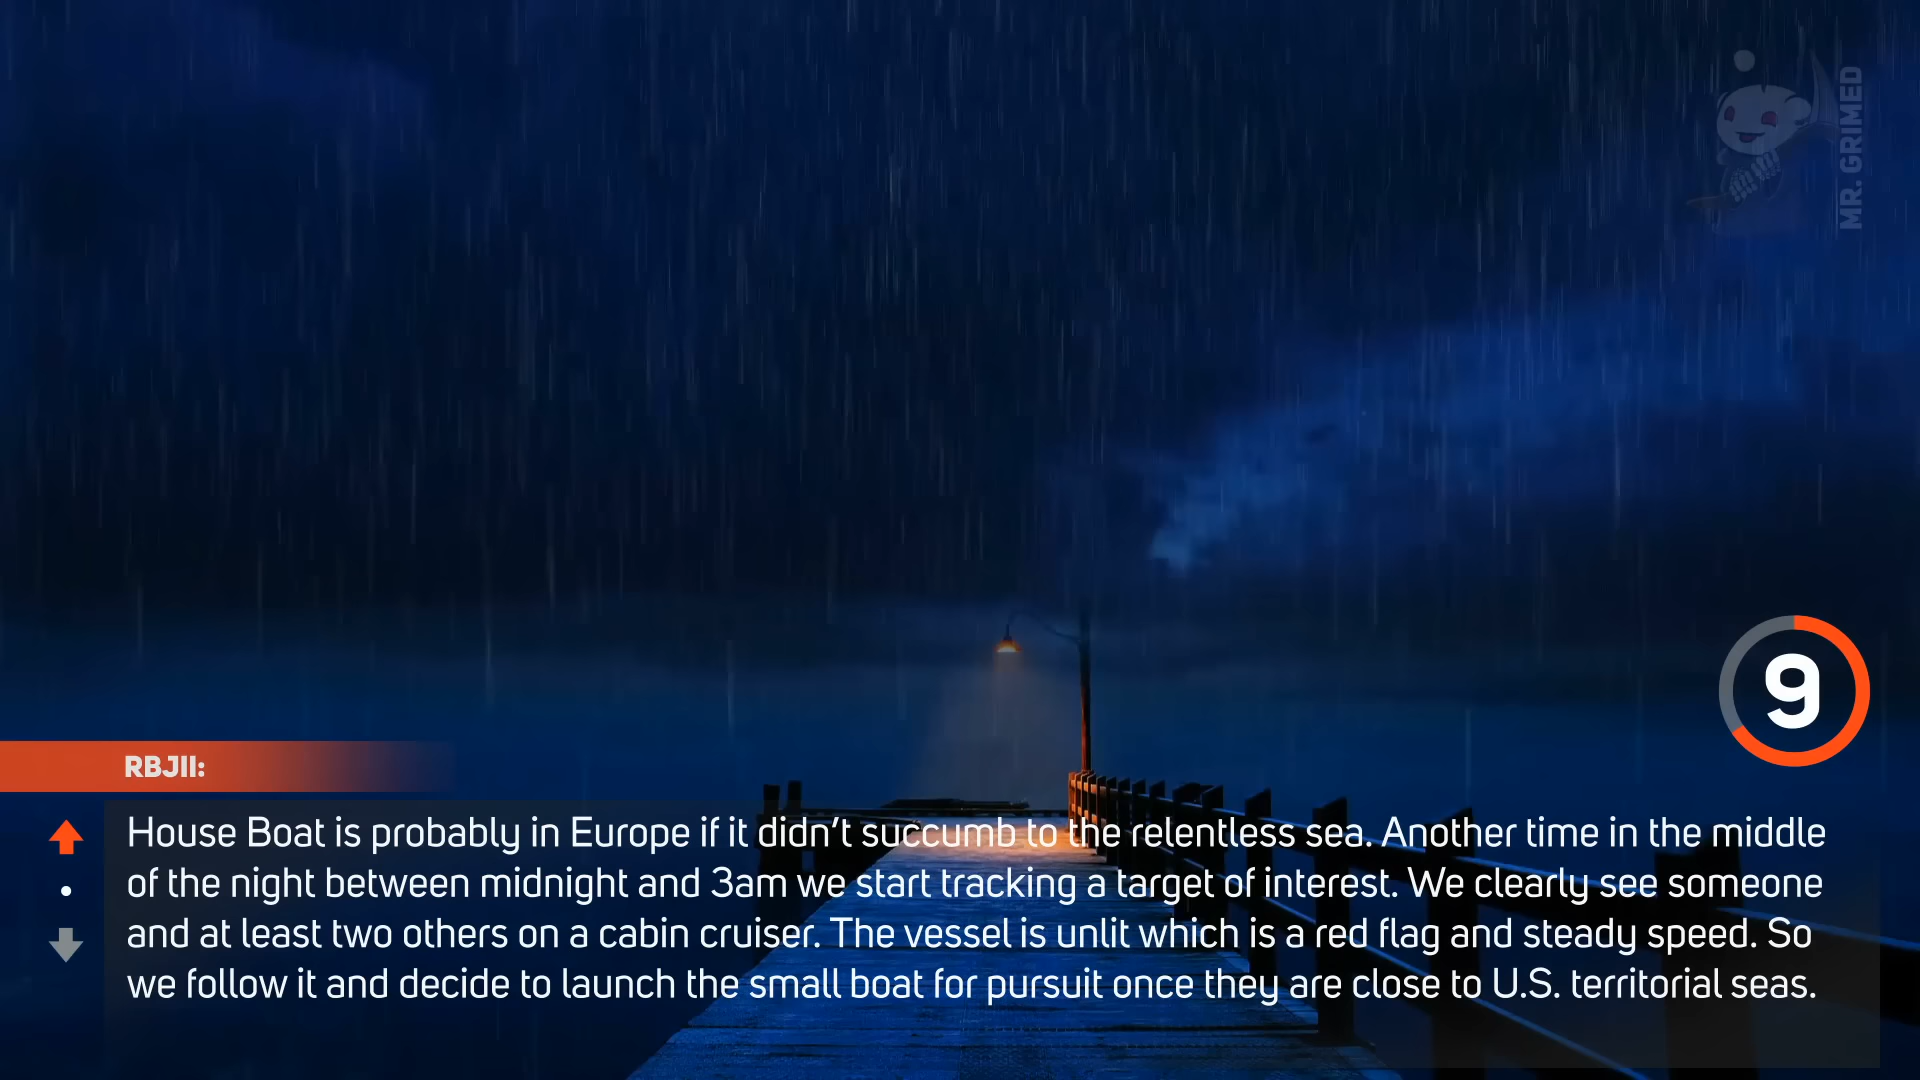 MR. GRIMED
9
RBJII:
House Boat is probably in Europe if it didn't succumb to the relentless sea. Another time in the middle
of the night between midnight and 3am we start tracking a target of interest. We clearly see someone
and at least two others on a cabin cruiser. The vessel is unlit which is a red flag and steady speed. So
we follow it and decide to launch the small boat for pursuit once they are close to U.S. territorial seas.